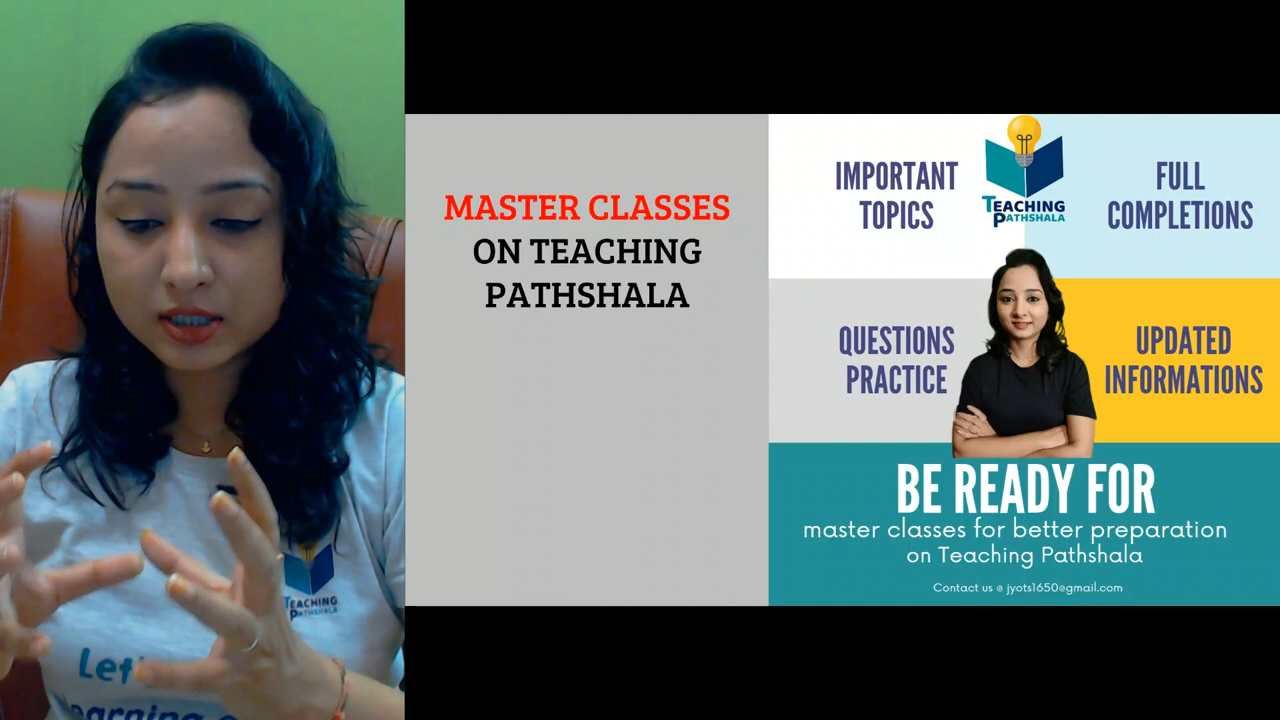 MASTER CLASSES
ON TEACHING
PATHSHALA
IMPORTANT
TOPICS
TEACHING
PATHSHALA
FULL
COMPLETIONS
QUESTIONS
PRACTICE
UPDATED
INFORMATIONS
BE READY FOR
master classes for better preparation
on Teaching Pathshala
Contact us @ jyots1650@gmail.com
TEACHING
PATHSHALA